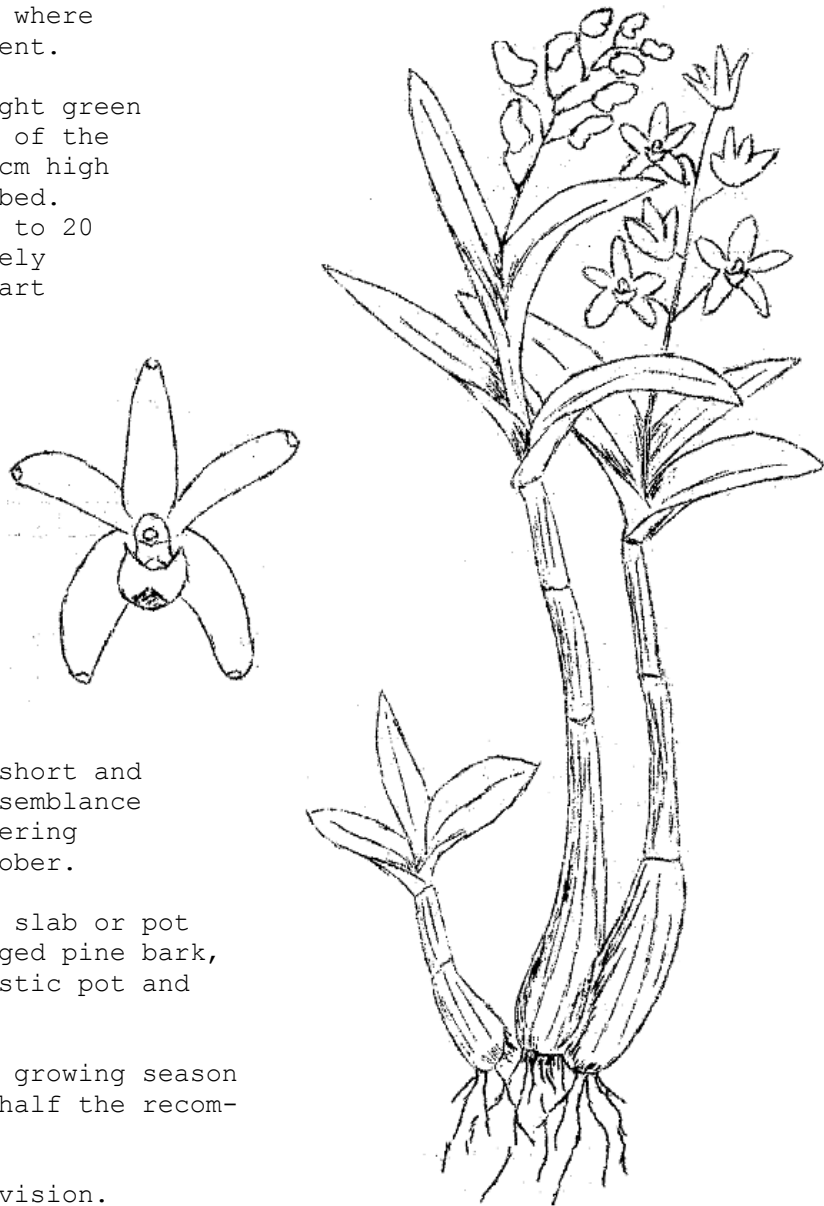 where
ent.
ght green
of the
cm high
bed.
to 20
ely
art
short and
semblance
ering
ober.
slab or pot
ged pine bark,
stic pot and
growing season
half the recom-
vision.